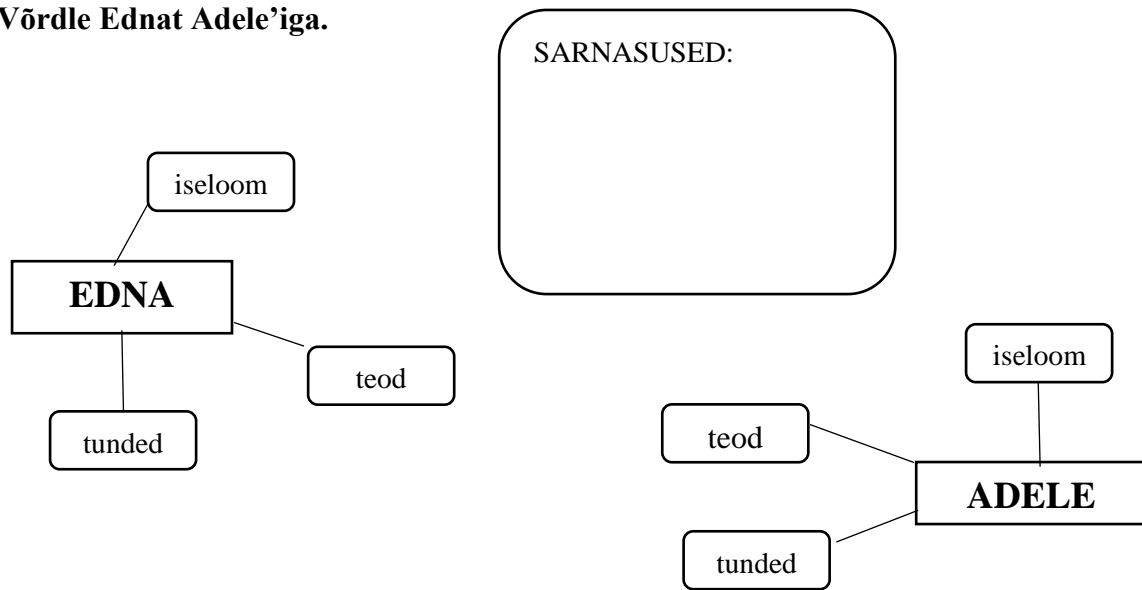 Võrdle Ednat Adele’iga.
SARNASUSED:
iseloom
EDNA
teod
tunded
iseloom
teod
ADELE
tunded